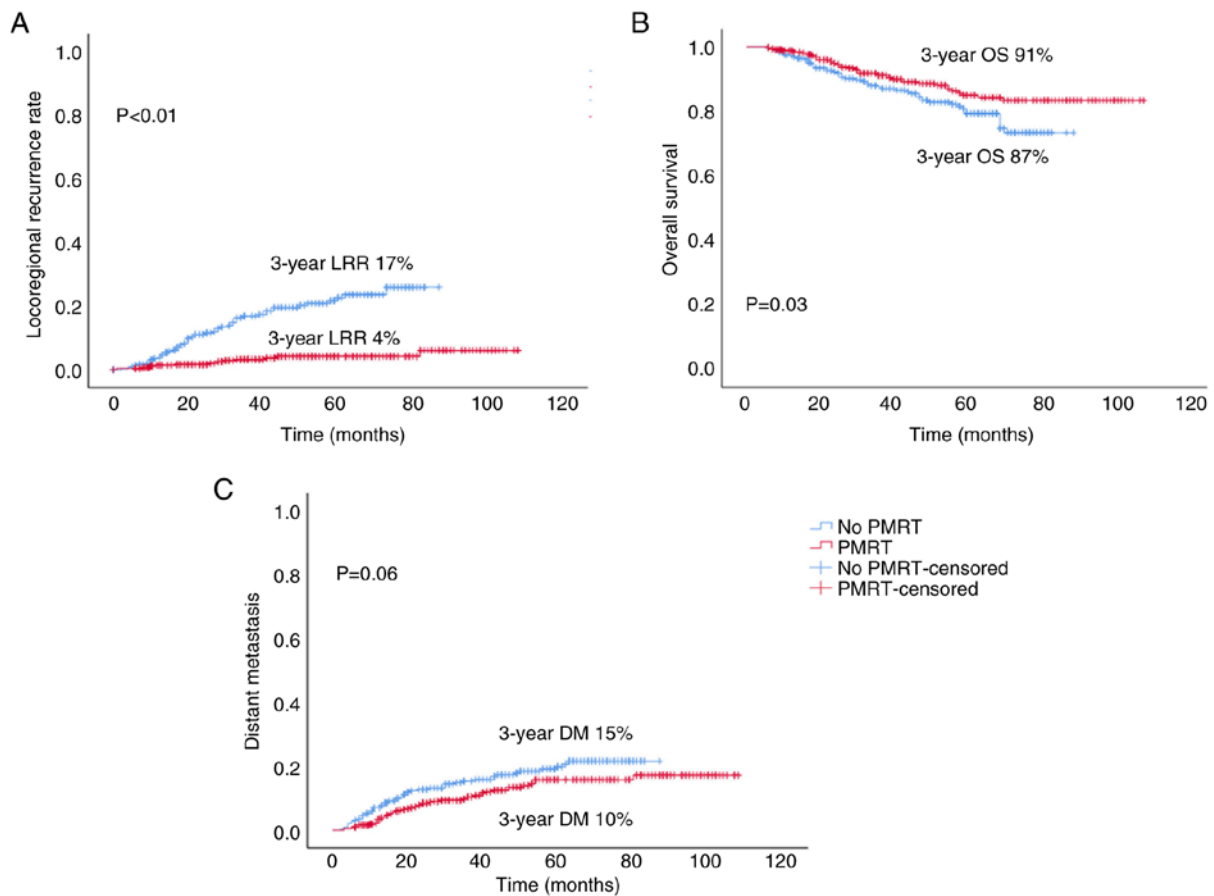 A
Locoregional recurrence rate
1.0
0.8
0.6
0.4
0.2
0.0
P<0.01
3-year LRR 17%
3-year LRR 4%
0 20 40 60 80 100 120
Time (months)
B
Overall survival
1.0
0.8
0.6
0.4
0.2
0.0
3-year OS 91%
3-year OS 87%
P=0.03
0 20 40 60 80 100 120
Time (months)
C
Distant metastasis
1.0
0.8
0.6
0.4
0.2
0.0
P=0.06
3-year DM 15%
3-year DM 10%
0 20 40 60 80 100 120
Time (months)
No PMRT
PMRT
No PMRT-censored
PMRT-censored